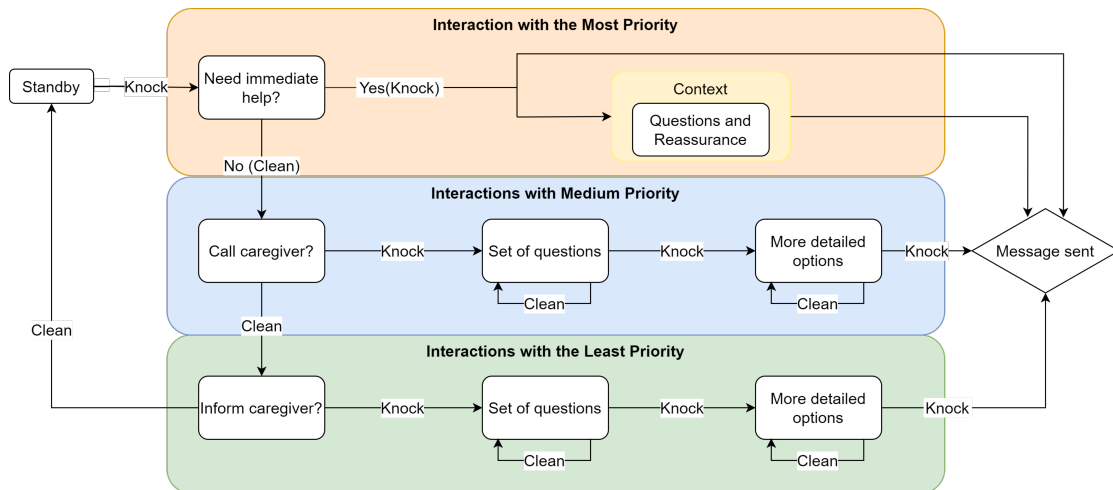 Interaction with the Most Priority
Standby
Knock
Need immediate
help?
Yes(Knock)
Context
Questions and
Reassurance
No (Clean)
Interactions with Medium Priority
Call caregiver?
Knock
Set of questions
Knock
More detailed
options
Knock
Message sent
Clean
Clean
Clean
Clean
Interactions with the Least Priority
Inform caregiver?
Knock
Set of questions
Knock
More detailed
options
Knock
Clean
Clean